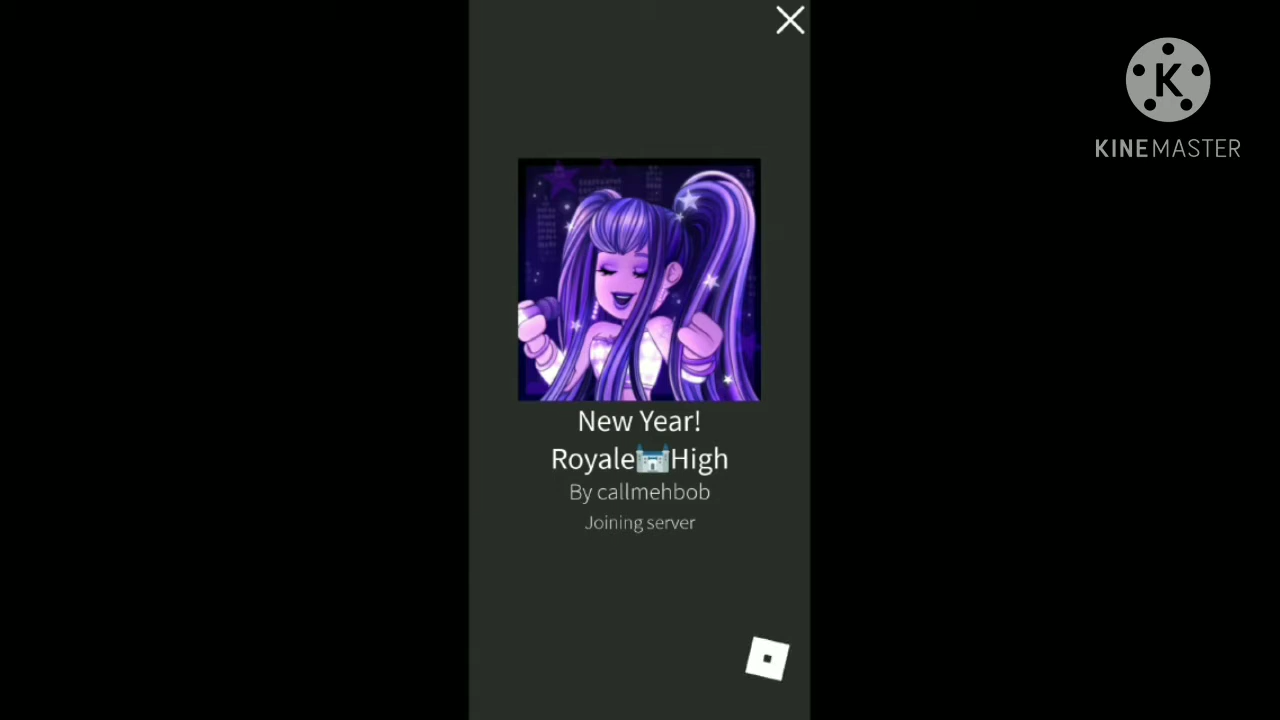 KINEMASTER
New Year!
Royale🏰High
By callmehbob
Joining server